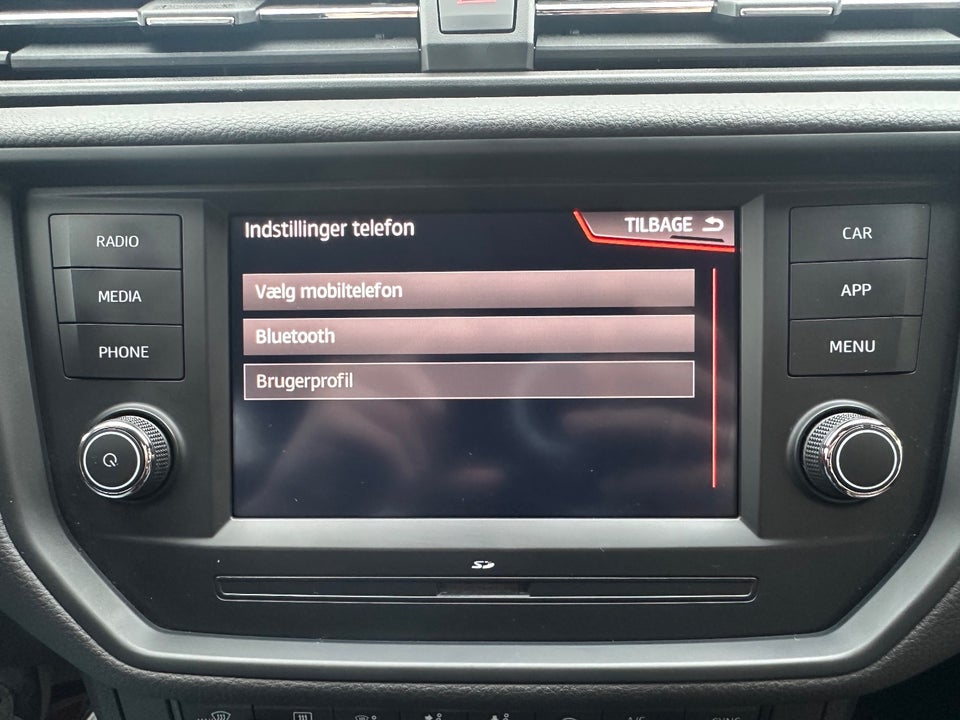 Indstillinger telefon
TILBAGE
Vælg mobiltelefon
Bluetooth
Brugerprofil
RADIO
MEDIA
PHONE
CAR
APP
MENU
SD